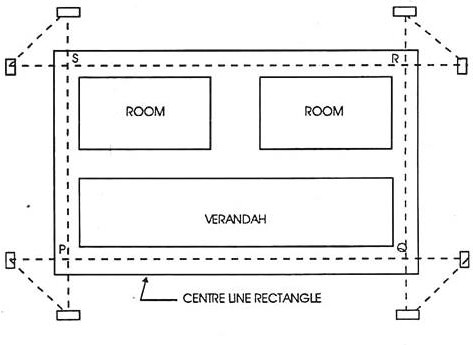 S R
ROOM ROOM
VERANDAH
P Q
CENTRE LINE RECTANGLE